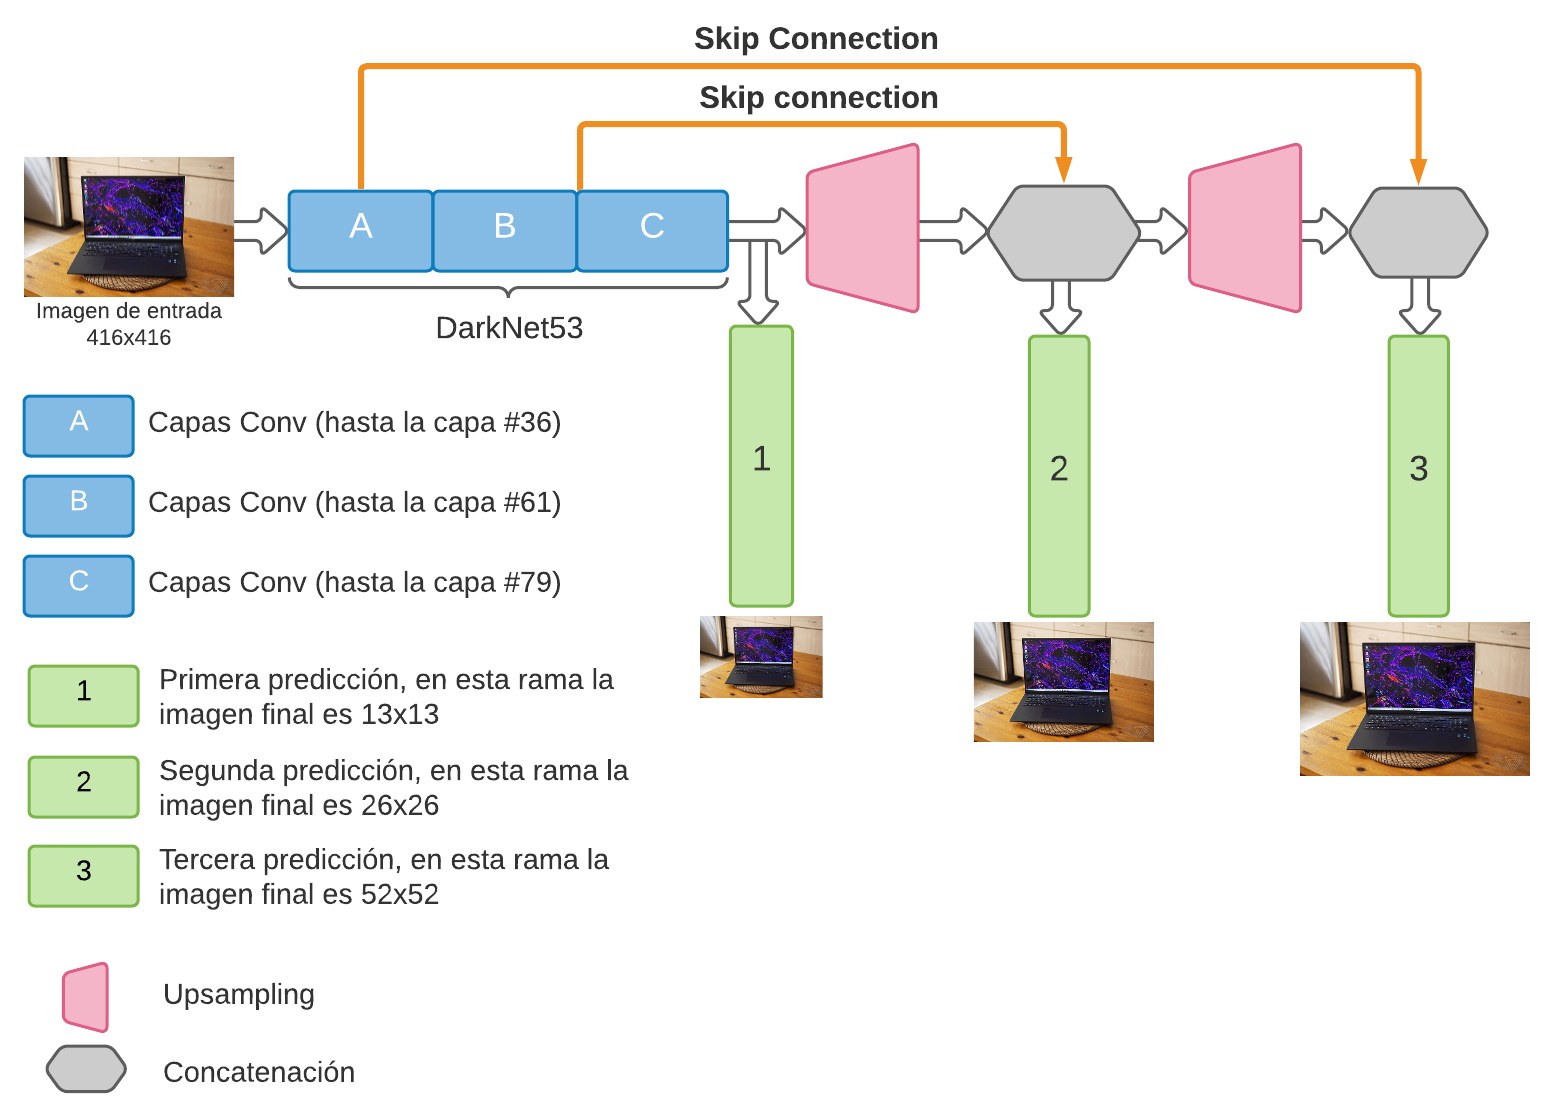 Skip Connection
Skip connection
A
B
C
Imagen de entrada
416x416
DarkNet53
A
Capas Conv (hasta la capa #36)
B
Capas Conv (hasta la capa #61)
C
Capas Conv (hasta la capa #79)
1
2
3
1
Primera predicción, en esta rama la
imagen final es 13x13
2
Segunda predicción, en esta rama la
imagen final es 26x26
3
Tercera predicción, en esta rama la
imagen final es 52x52
Upsampling
Concatenación